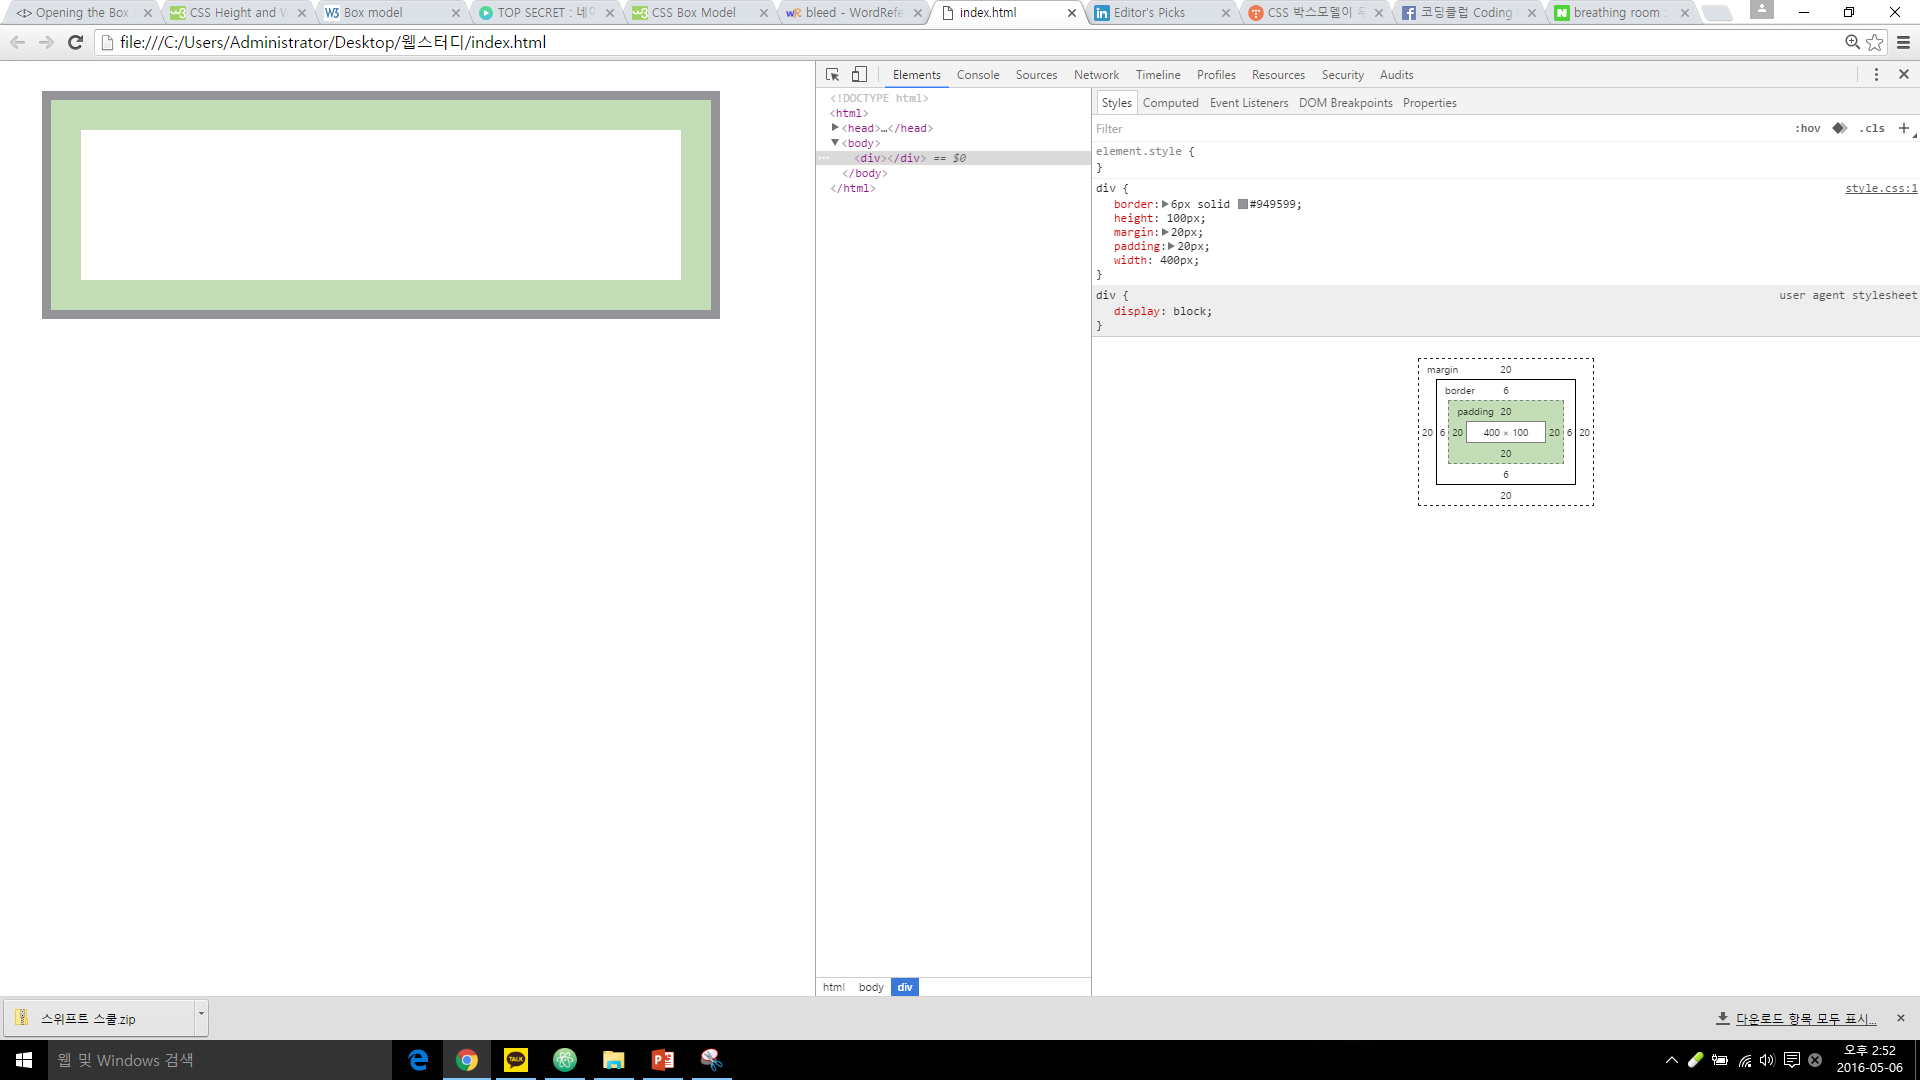 Opening the Box
CSS Height and W
Box model
TOP SECRET : 네이
CSS Box Model
bleed - WordRefe
index.html
Editor's Picks
CSS 박스모델이
코딩클럽 Coding
breathing room :
file:///C:/Users/Administrator/Desktop/웹스터디/index.html
Elements Console Sources Network Timeline Profiles Resources Security Audits
<!DOCTYPE html>
<html>
<head>…</head>
<body>
<div></div> == $0
</body>
</html>
html body div
Styles Computed Event Listeners DOM Breakpoints Properties
Filter :hov .cls +
element.style {
}
div { style.css:1
border: 6px solid #949599;
height: 100px;
margin: 20px;
padding: 20px;
width: 400px;
}
div { user agent stylesheet
display: block;
}
margin 20
border 6
padding 20
20 6 20 400 × 100 20 6 20
20
6
20
스위프트 스쿨.zip
다운로드 항목 모두 표시...
웹 및 Windows 검색
TALK
오후 2:52
2016-05-06